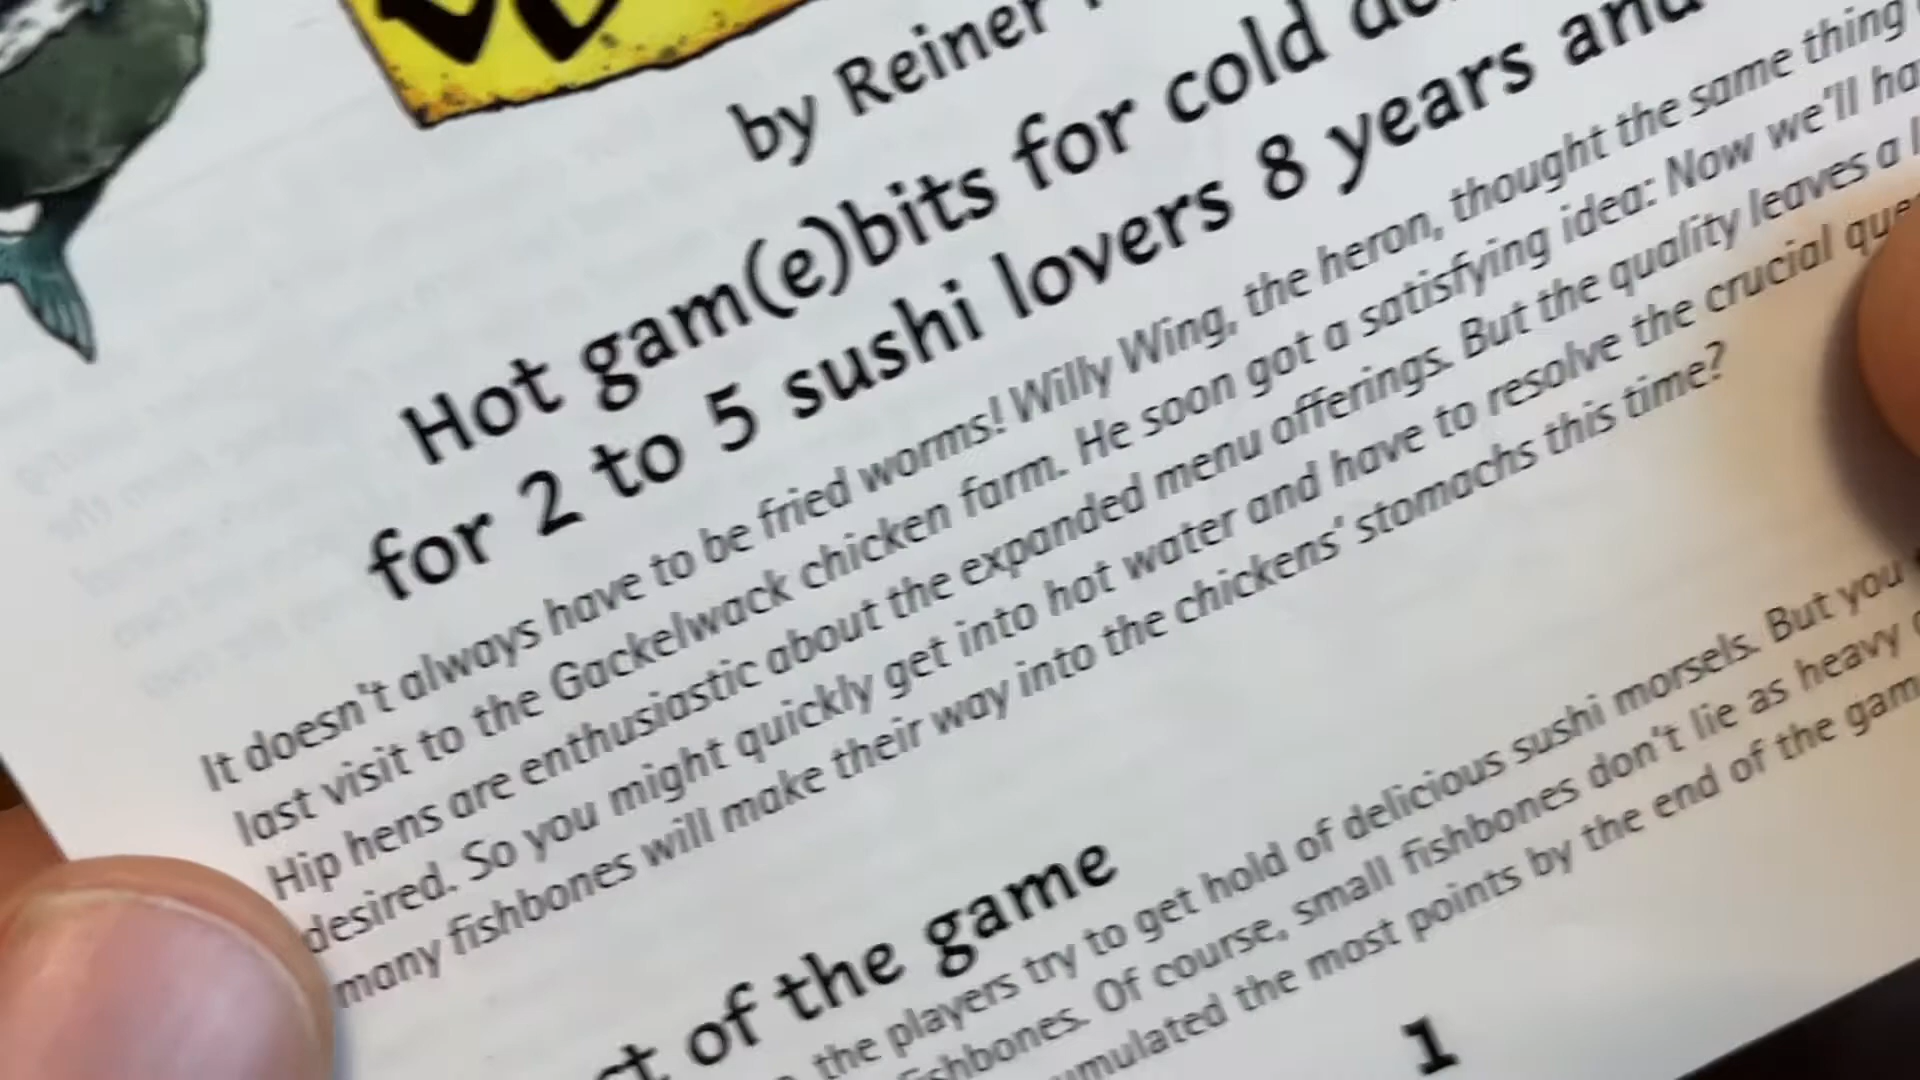 by Reiner
Hot gam(e)bits for cold
for 2 to 5 sushi lovers 8 years and
It doesn't always have to be fried worms! Willy Wing, the heron, thought the same thing
last visit to the Gackelwack chicken farm. He soon got a satisfying idea: Now we'll
Hip hens are enthusiastic about the expanded menu offerings. But the quality leaves a
desired. So you might quickly get into hot water and have to resolve the crucial
many fishbones will make their way into the chickens' stomachs this time?
of the game
the players try to get hold of delicious sushi morsels. But you
fishbones. Of course, small fishbones don't lie as heavy
the most points by the end of the
1